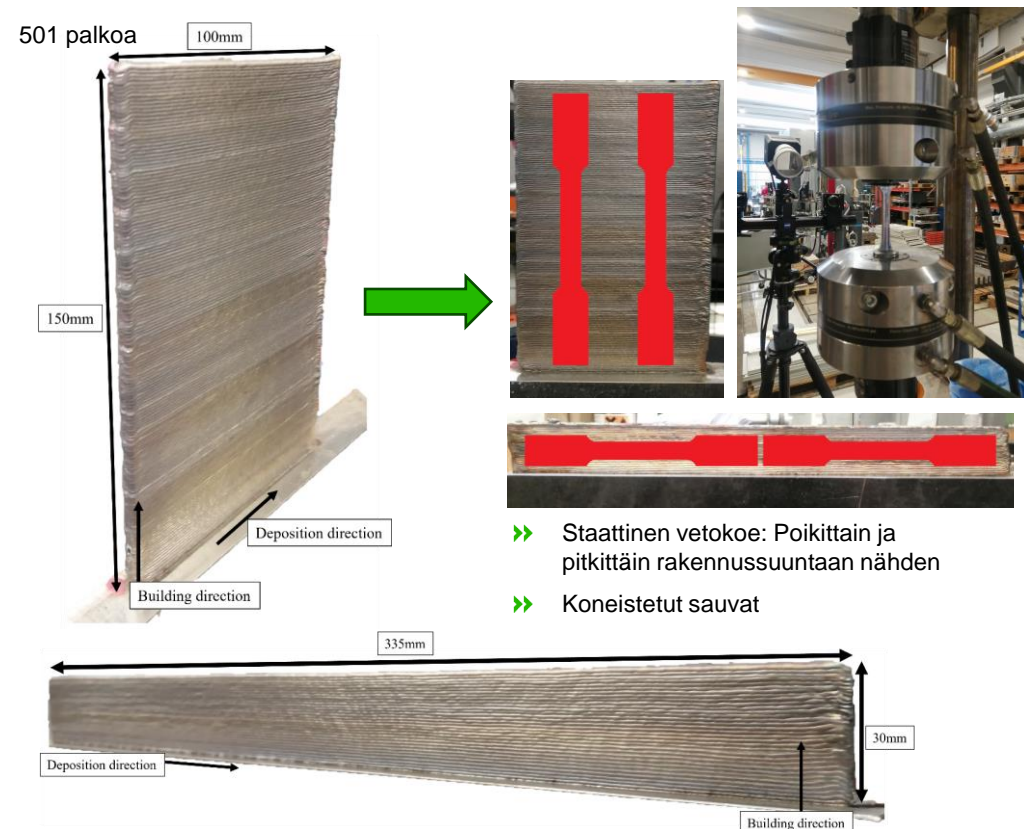 501 palkoa
100mm
150mm
Deposition direction
Building direction
Staattinen vetokoe: Poikittain ja
pitkittäin rakennussuuntaan nähden
Koneistetut sauvat
335mm
30mm
Deposition direction
Building direction